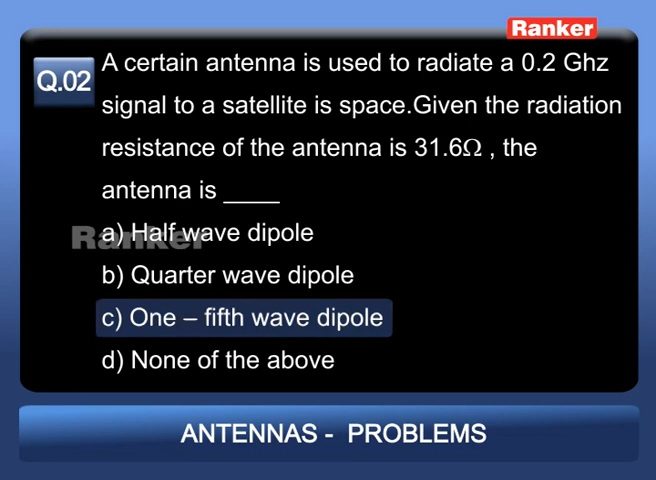 Ranker
Q.02
A certain antenna is used to radiate a 0.2 Ghz
signal to a satellite is space.Given the radiation
resistance of the antenna is 31.6Ω , the
antenna is ____
Ranker
a) Half wave dipole
b) Quarter wave dipole
c) One – fifth wave dipole
d) None of the above
ANTENNAS - PROBLEMS